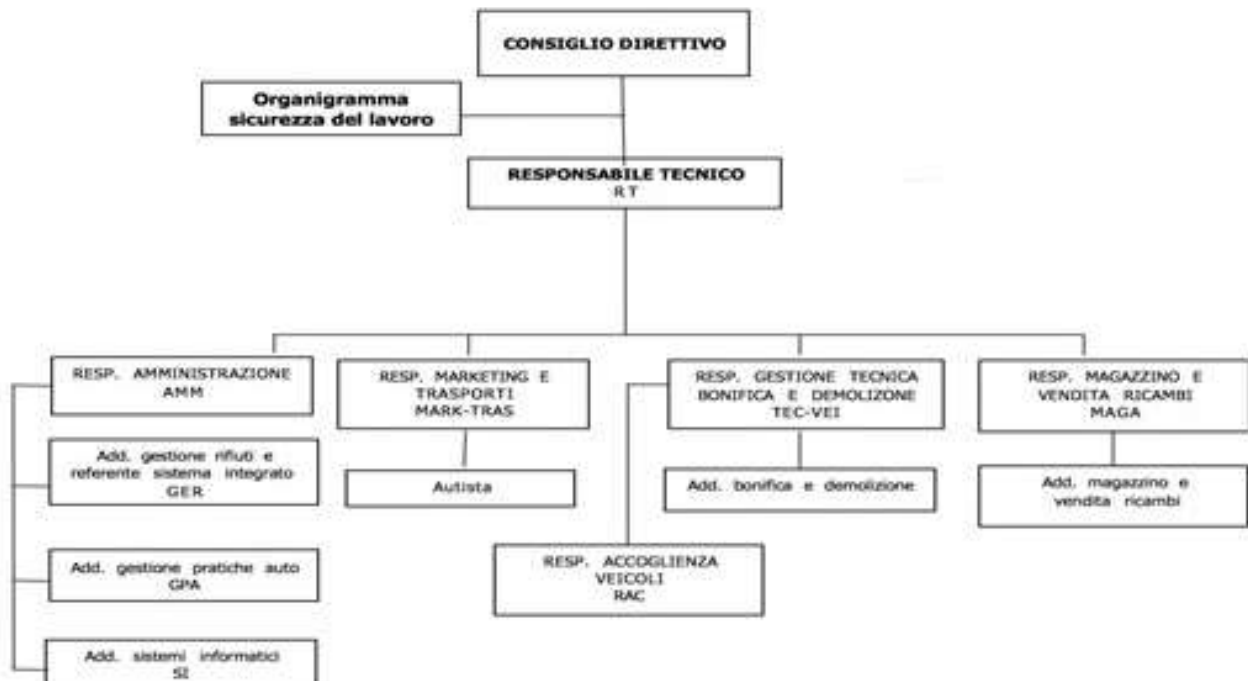 CONSIGLIO DIRETTIVO
Organigramma
sicurezza del lavoro
RESPONSABILE TECNICO
RT
RESP. AMMINISTRAZIONE
AMM
RESP. MARKETING E
TRASPORTI
MARK-TRAS
RESP. GESTIONE TECNICA
BONIFICA E DEMOLIZONE
TEC-VEI
RESP. MAGAZZINO E
VENDITA RICAMBI
MAGA
Add. gestione rifiuti e
referente sistema integrato
GER
Autista
Add. bonifica e demolizione
Add. magazzino e
vendita ricambi
RESP. ACCOGLIENZA
VEICOLI
RAC
Add. gestione pratiche auto
GPA
Add. sistemi informatici
SI